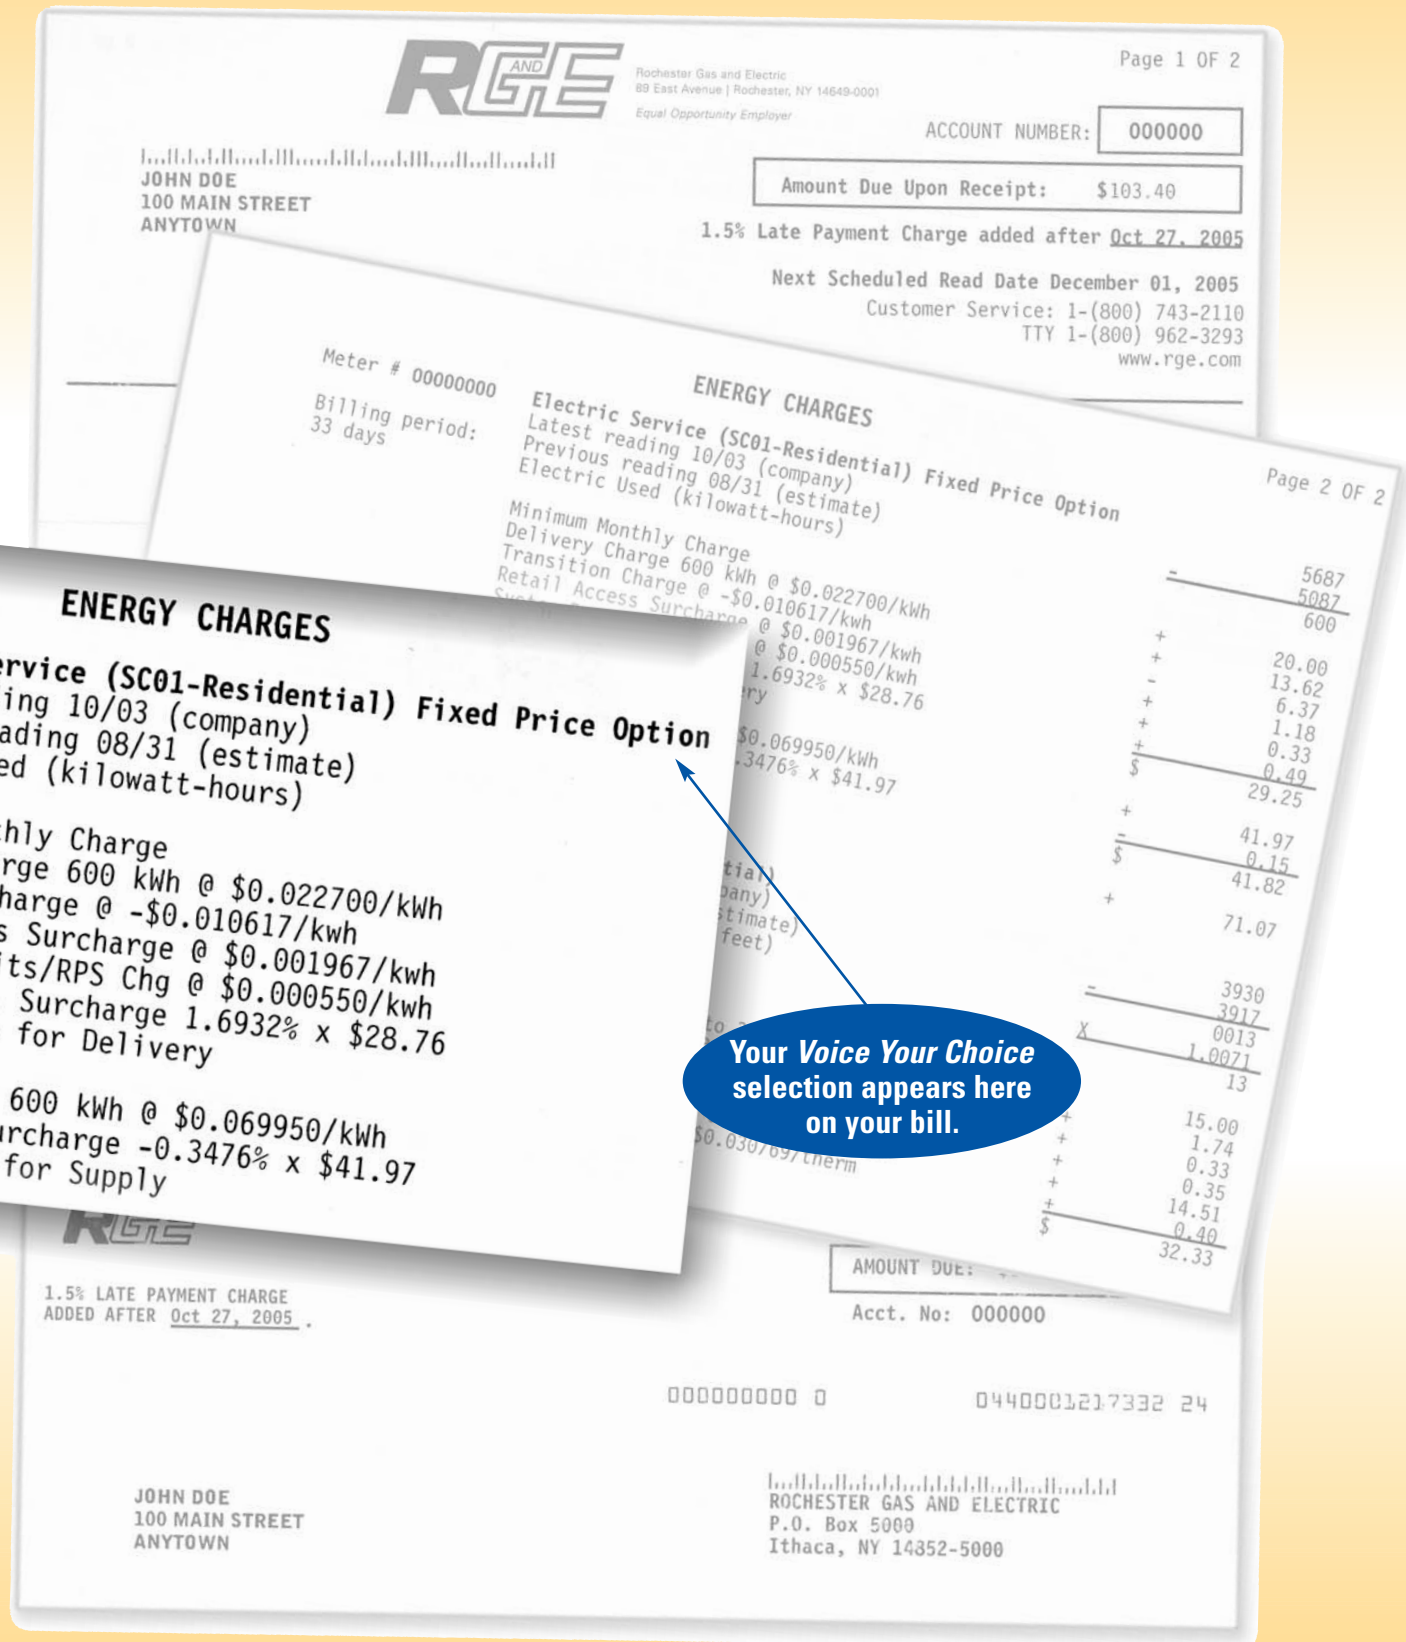 RG AND E
Rochester Gas and Electric
89 East Avenue | Rochester, NY 14649-0001
Equal Opportunity Employer
Page 1 OF 2
ACCOUNT NUMBER: 000000
Amount Due Upon Receipt: $103.40
1.5% Late Payment Charge added after Oct 27, 2005
Next Scheduled Read Date December 01, 2005
Customer Service: 1-(800) 743-2110
TTY 1-(800) 962-3293
www.rge.com
JOHN DOE
100 MAIN STREET
ANYTOWN
Page 2 OF 2
Meter # 00000000
Billing period:
33 days
ENERGY CHARGES
Electric Service (SC01-Residential) Fixed Price Option
Latest reading 10/03 (company) 5687
Previous reading 08/31 (estimate) - 5087
Electric Used (kilowatt-hours) 600
Minimum Monthly Charge + 20.00
Delivery Charge 600 kWh @ $0.022700/kWh + 13.62
Transition Charge @ -$0.010617/kwh - 6.37
Retail Access Surcharge @ $0.001967/kwh + 1.18
@ $0.000550/kwh + 0.33
1.6932% x $28.76 + 0.49
$ 29.25
$0.069950/kWh + 41.97
.3476% x $41.97 - 0.15
$ 41.82
+ 71.07
tial)
pany) 3930
stimate) - 3917
feet) 0013
X 1.0071
13
+ 15.00
+ 1.74
+ 0.33
+ 0.35
+ 14.51
+ 0.40
$ 32.33
$0.030769/therm
ENERGY CHARGES
ervice (SC01-Residential) Fixed Price Option
ing 10/03 (company)
ading 08/31 (estimate)
ed (kilowatt-hours)
thly Charge
rge 600 kWh @ $0.022700/kWh
harge @ -$0.010617/kwh
s Surcharge @ $0.001967/kwh
its/RPS Chg @ $0.000550/kwh
Surcharge 1.6932% x $28.76
for Delivery
600 kWh @ $0.069950/kWh
urcharge -0.3476% x $41.97
for Supply
Your Voice Your Choice
selection appears here
on your bill.
RGE
1.5% LATE PAYMENT CHARGE
ADDED AFTER Oct 27, 2005.
AMOUNT DUE:
Acct. No: 000000
000000000 0 0440001217332 24
JOHN DOE
100 MAIN STREET
ANYTOWN
ROCHESTER GAS AND ELECTRIC
P.O. Box 5000
Ithaca, NY 14852-5000